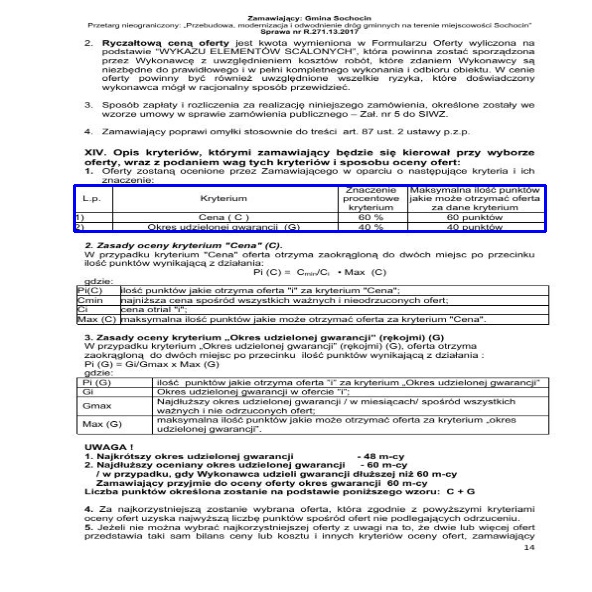 Zamawiający: Gmina Sochocin
Przetarg nieograniczony: „Przebudowa, modernizacja i odwodnienie dróg gminnych na terenie miejscowości Sochocin"
Sprawa nr R.271.13.2017
2. Ryczałtową ceną oferty jest kwota wymieniona w Formularzu Oferty wyliczona na
podstawie "WYKAZU ELEMENTÓW SCALONYCH", która powinna zostać sporządzona
przez Wykonawcę z uwzględnieniem kosztów robót, które zdaniem Wykonawcy są
niezbędne do prawidłowego i w pełni kompletnego wykonania i odbioru obiektu. W cenie
oferty powinny być również uwzględnione wszelkie ryzyka, które doświadczony
wykonawca mógł w racjonalny sposób przewidzieć.
3. Sposób zapłaty i rozliczenia za realizację niniejszego zamówienia, określone zostały we
wzorze umowy w sprawie zamówienia publicznego – Zał. nr 5 do SIWZ.
4. Zamawiający poprawi omyłki stosownie do treści art. 87 ust. 2 ustawy p.z.p.
XIV. Opis kryteriów, którymi zamawiający będzie się kierował przy wyborze
oferty, wraz z podaniem wag tych kryteriów i sposobu oceny ofert:
1. Oferty zostaną ocenione przez Zamawiającego w oparciu o następujące kryteria i ich
znaczenie:
L.p. Kryterium Znaczenie procentowe kryterium Maksymalna ilość punktów jakie może otrzymać oferta za dane kryterium
1) Cena ( C ) 60 % 60 punktów
2) Okres udzielonej gwarancji (G) 40 % 40 punktów
2. Zasady oceny kryterium "Cena" (C).
W przypadku kryterium "Cena" oferta otrzyma zaokrągloną do dwóch miejsc po przecinku
ilość punktów wynikającą z działania:
Pi (C) = Cmin/Ci • Max (C)
gdzie:
Pi(C) ilość punktów jakie otrzyma oferta "i" za kryterium "Cena";
Cmin najniższa cena spośród wszystkich ważnych i nieodrzuconych ofert;
Ci cena otrial "i";
Max (C) maksymalna ilość punktów jakie może otrzymać oferta za kryterium "Cena".
3. Zasady oceny kryterium „Okres udzielonej gwarancji” (rękojmi) (G)
W przypadku kryterium „Okres udzielonej gwarancji” (rękojmi) (G), oferta otrzyma
zaokrągloną do dwóch miejsc po przecinku ilość punktów wynikającą z działania :
Pi (G) = Gi/Gmax x Max (G)
gdzie:
Pi (G) ilość punktów jakie otrzyma oferta "i" za kryterium „Okres udzielonej gwarancji”
Gi Okres udzielonej gwarancji w ofercie "i";
Gmax Najdłuższy okres udzielonej gwarancji / w miesiącach/ spośród wszystkich
ważnych i nie odrzuconych ofert;
Max (G) maksymalna ilość punktów jakie może otrzymać oferta za kryterium „okres
udzielonej gwarancji”.
UWAGA !
1. Najkrótszy okres udzielonej gwarancji - 48 m-cy
2. Najdłuższy oceniany okres udzielonej gwarancji - 60 m-cy
/ w przypadku, gdy Wykonawca udzieli gwarancji dłuższej niż 60 m-cy
Zamawiający przyjmie do oceny oferty okres gwarancji 60 m-cy
Liczba punktów określona zostanie na podstawie poniższego wzoru: C + G
4. Za najkorzystniejszą zostanie wybrana oferta, która zgodnie z powyższymi kryteriami
oceny ofert uzyska najwyższą liczbę punktów spośród ofert nie podlegających odrzuceniu.
5. Jeżeli nie można wybrać najkorzystniejszej oferty z uwagi na to, że dwie lub więcej ofert
przedstawia taki sam bilans ceny lub kosztu i innych kryteriów oceny ofert, zamawiający
14